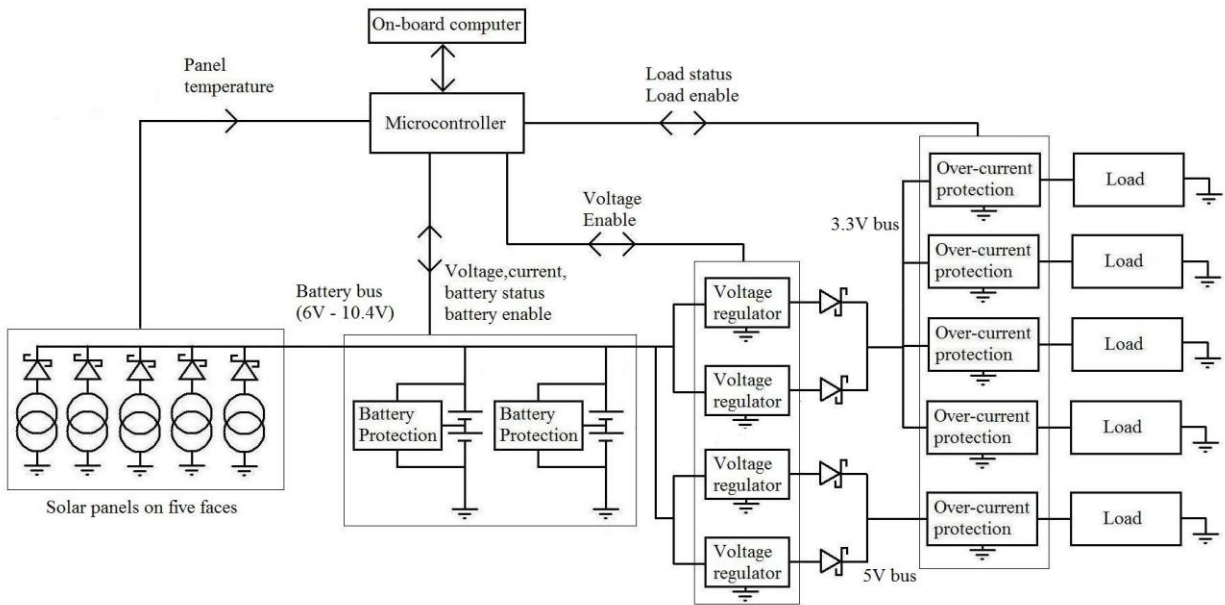 On-board computer
Panel
temperature
Load status
Load enable
Microcontroller
Over-current
protection
Load
Voltage
Enable
3.3V bus
Over-current
protection
Load
Battery bus
(6V - 10.4V)
Voltage,current,
battery status
battery enable
Voltage
regulator
Over-current
protection
Load
Voltage
regulator
Battery
Protection
Battery
Protection
Over-current
protection
Load
Voltage
regulator
Solar panels on five faces
Over-current
protection
Load
Voltage
regulator
5V bus